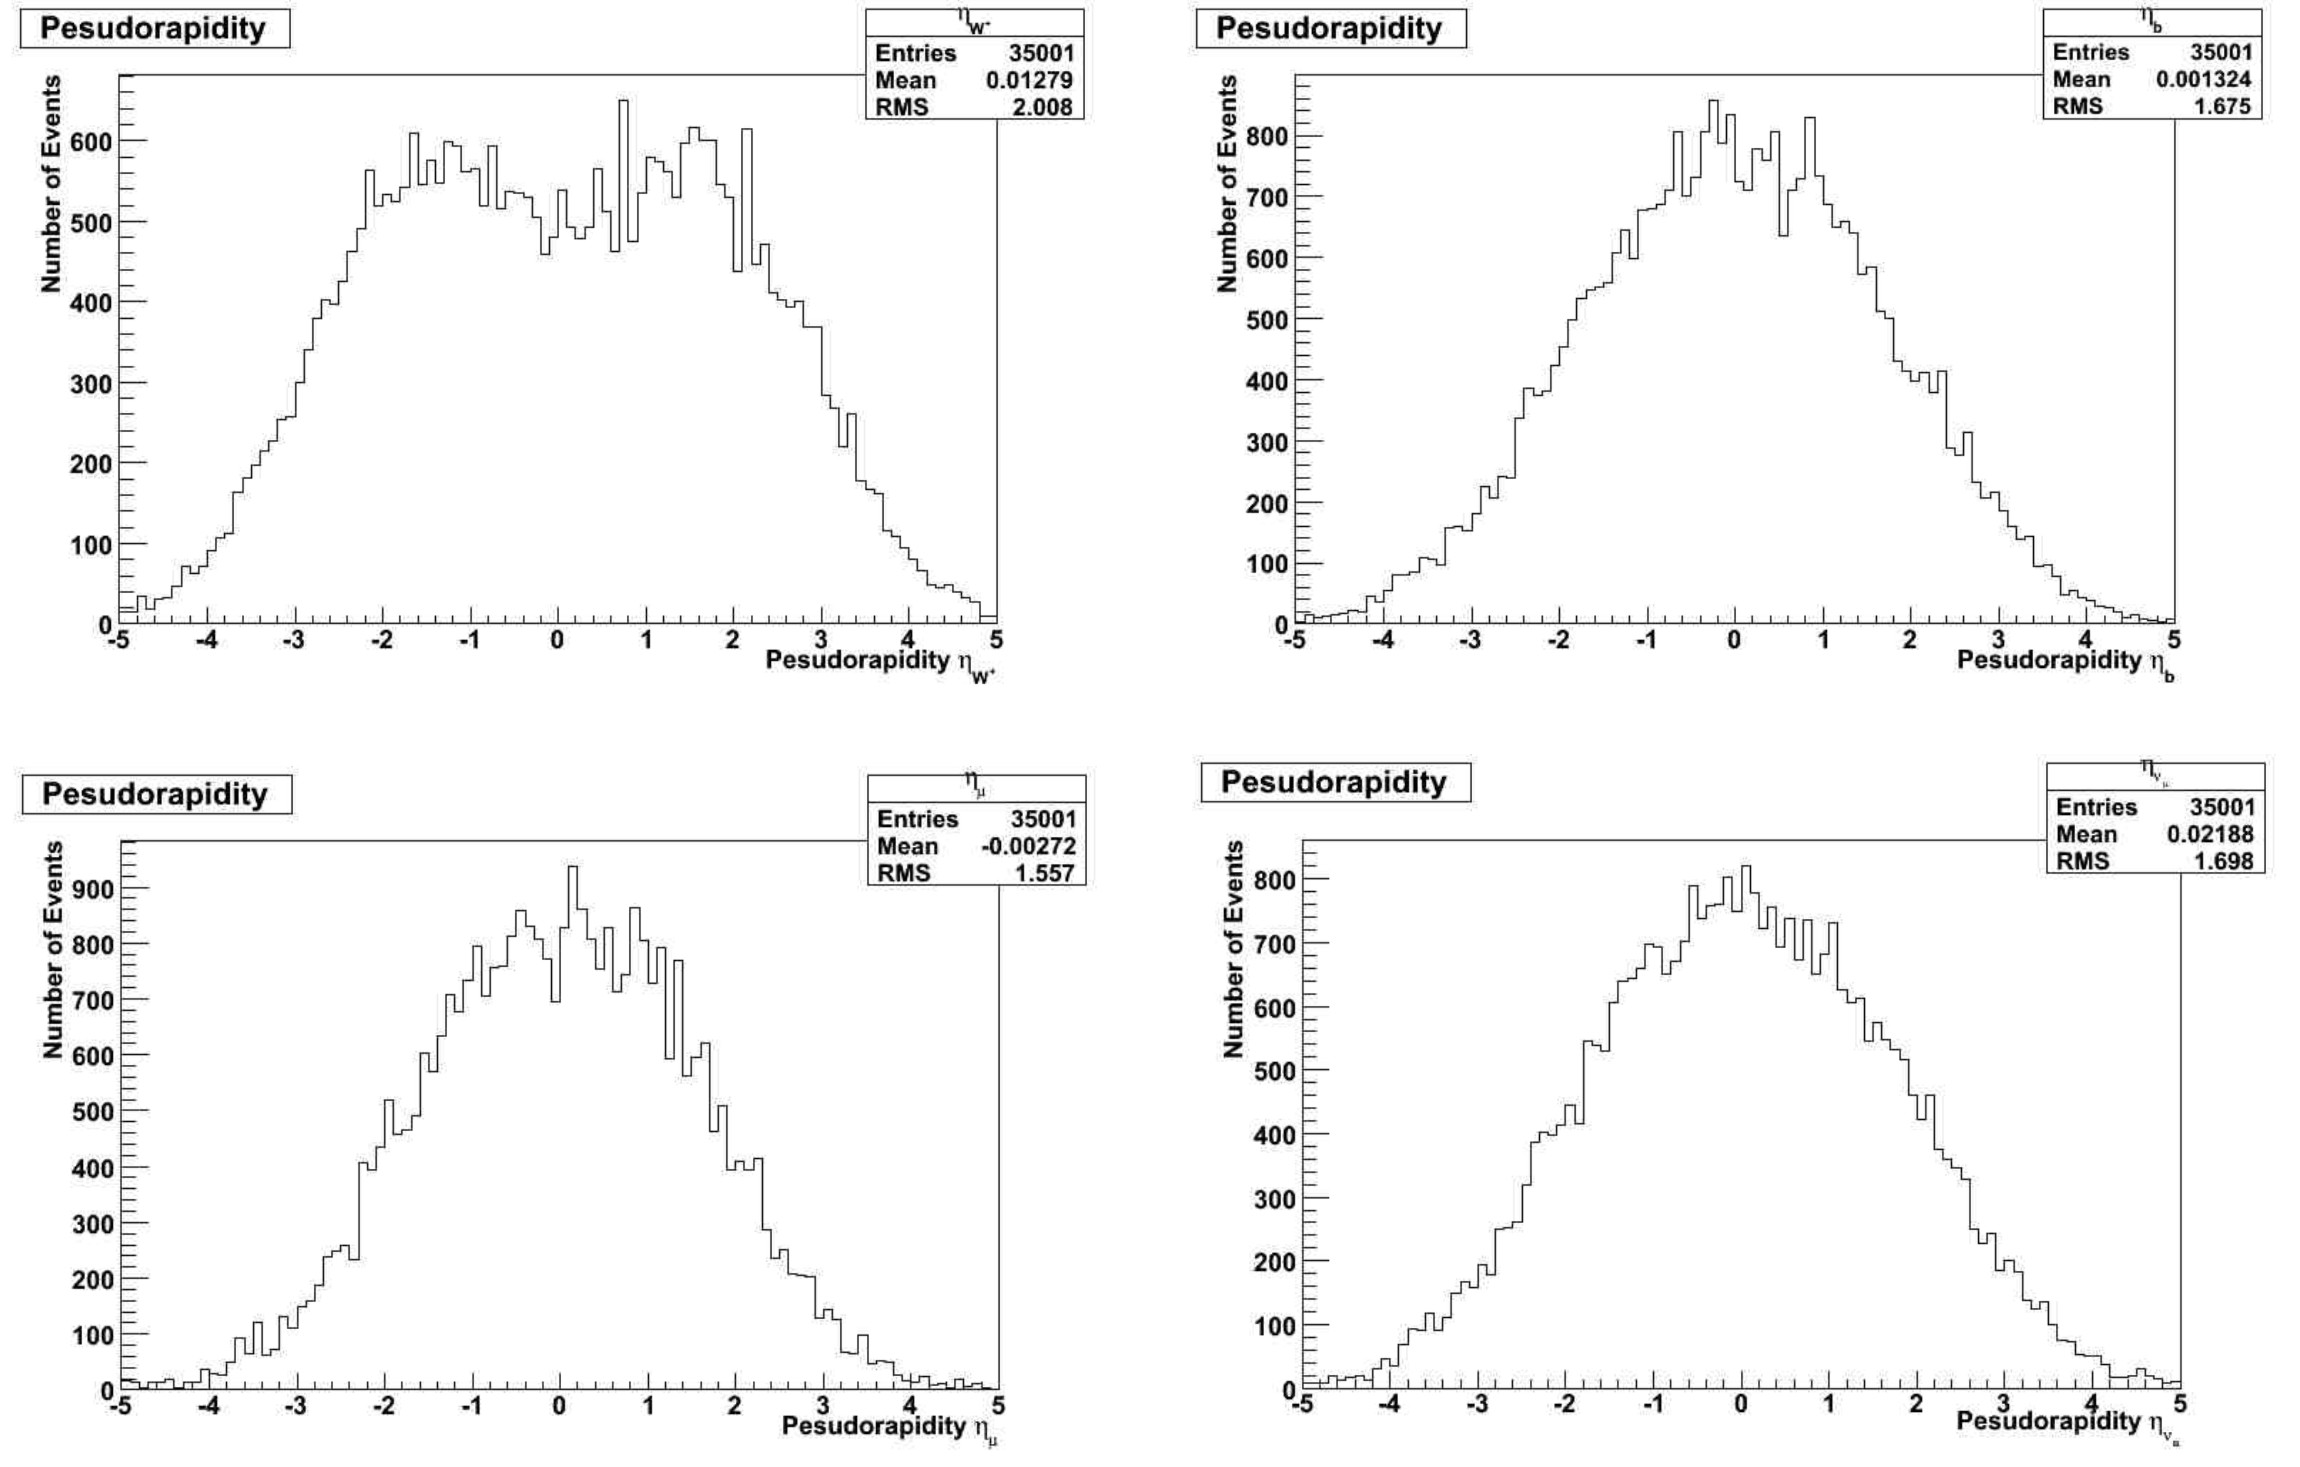 Pesudorapidity
η_W+
Entries 35001
Mean 0.01279
RMS 2.008
Number of Events
600
500
400
300
200
100
0
-5 -4 -3 -2 -1 0 1 2 3 4 5
Pesudorapidity η_W+
Pesudorapidity
η_b
Entries 35001
Mean 0.001324
RMS 1.675
Number of Events
800
700
600
500
400
300
200
100
0
-5 -4 -3 -2 -1 0 1 2 3 4 5
Pesudorapidity η_b
Pesudorapidity
η_μ
Entries 35001
Mean -0.00272
RMS 1.557
Number of Events
900
800
700
600
500
400
300
200
100
0
-5 -4 -3 -2 -1 0 1 2 3 4 5
Pesudorapidity η_μ
Pesudorapidity
η_ν_μ
Entries 35001
Mean 0.02188
RMS 1.698
Number of Events
800
700
600
500
400
300
200
100
0
-5 -4 -3 -2 -1 0 1 2 3 4 5
Pesudorapidity η_ν_μ